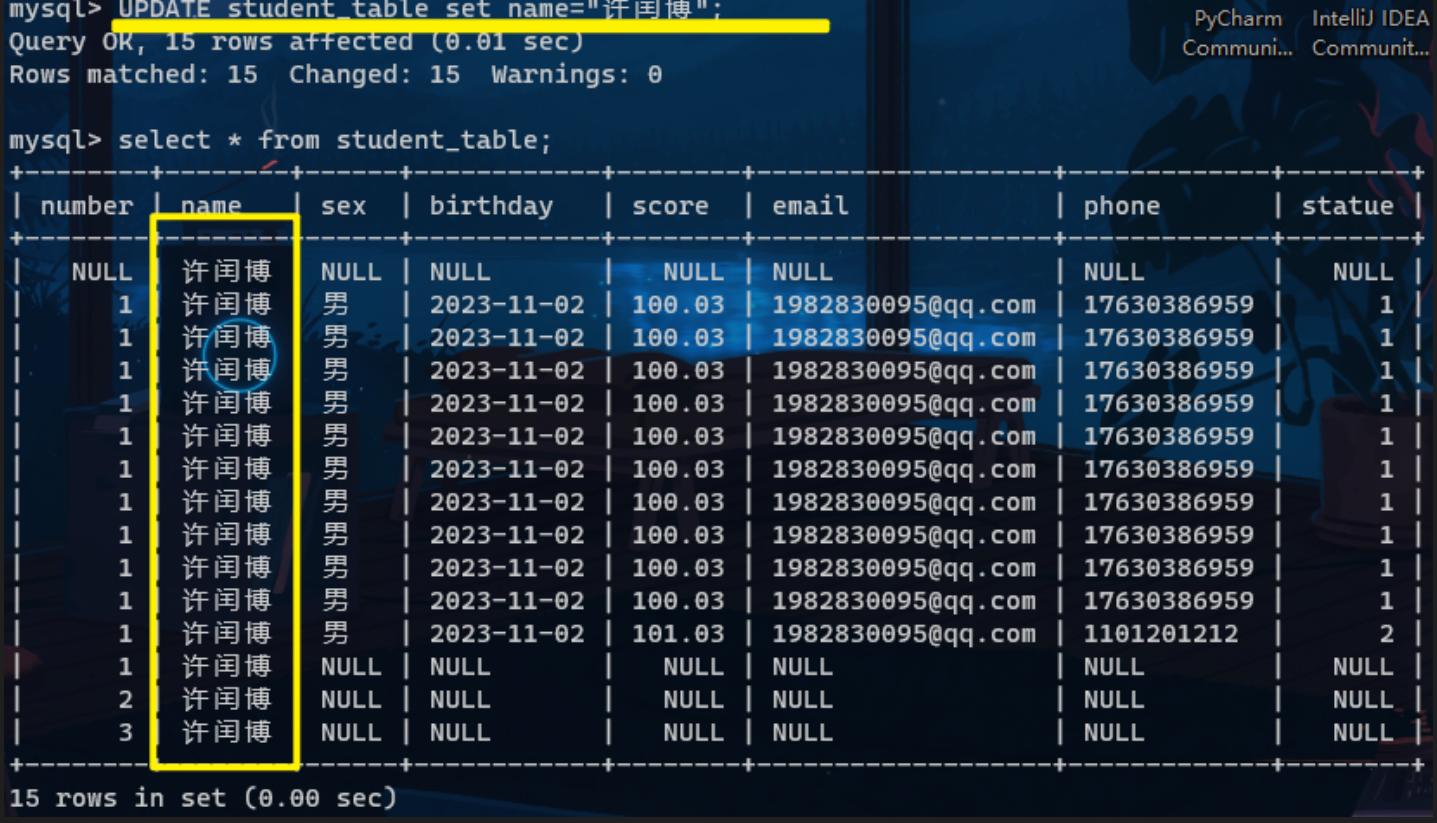 mysql> UPDATE student_table set name="许闰博";
PyCharm IntelliJ IDEA
Communi... Communit...
Query OK, 15 rows affected (0.01 sec)
Rows matched: 15  Changed: 15  Warnings: 0
mysql> select * from student_table;
+--------+--------+------+------------+--------+-------------------+-------------+--------+
| number | name | sex | birthday | score | email | phone | statue |
+--------+--------+------+------------+--------+-------------------+-------------+--------+
| NULL | 许闰博 | NULL | NULL | NULL | NULL | NULL | NULL |
| 1 | 许闰博 | 男 | 2023-11-02 | 100.03 | 1982830095@qq.com | 17630386959 | 1 |
| 1 | 许闰博 | 男 | 2023-11-02 | 100.03 | 1982830095@qq.com | 17630386959 | 1 |
| 1 | 许闰博 | 男 | 2023-11-02 | 100.03 | 1982830095@qq.com | 17630386959 | 1 |
| 1 | 许闰博 | 男 | 2023-11-02 | 100.03 | 1982830095@qq.com | 17630386959 | 1 |
| 1 | 许闰博 | 男 | 2023-11-02 | 100.03 | 1982830095@qq.com | 17630386959 | 1 |
| 1 | 许闰博 | 男 | 2023-11-02 | 100.03 | 1982830095@qq.com | 17630386959 | 1 |
| 1 | 许闰博 | 男 | 2023-11-02 | 100.03 | 1982830095@qq.com | 17630386959 | 1 |
| 1 | 许闰博 | 男 | 2023-11-02 | 100.03 | 1982830095@qq.com | 17630386959 | 1 |
| 1 | 许闰博 | 男 | 2023-11-02 | 100.03 | 1982830095@qq.com | 17630386959 | 1 |
| 1 | 许闰博 | 男 | 2023-11-02 | 100.03 | 1982830095@qq.com | 17630386959 | 1 |
| 1 | 许闰博 | 男 | 2023-11-02 | 101.03 | 1982830095@qq.com | 1101201212 | 2 |
| 1 | 许闰博 | NULL | NULL | NULL | NULL | NULL | NULL |
| 2 | 许闰博 | NULL | NULL | NULL | NULL | NULL | NULL |
| 3 | 许闰博 | NULL | NULL | NULL | NULL | NULL | NULL |
+--------+--------+------+------------+--------+-------------------+-------------+--------+
15 rows in set (0.00 sec)